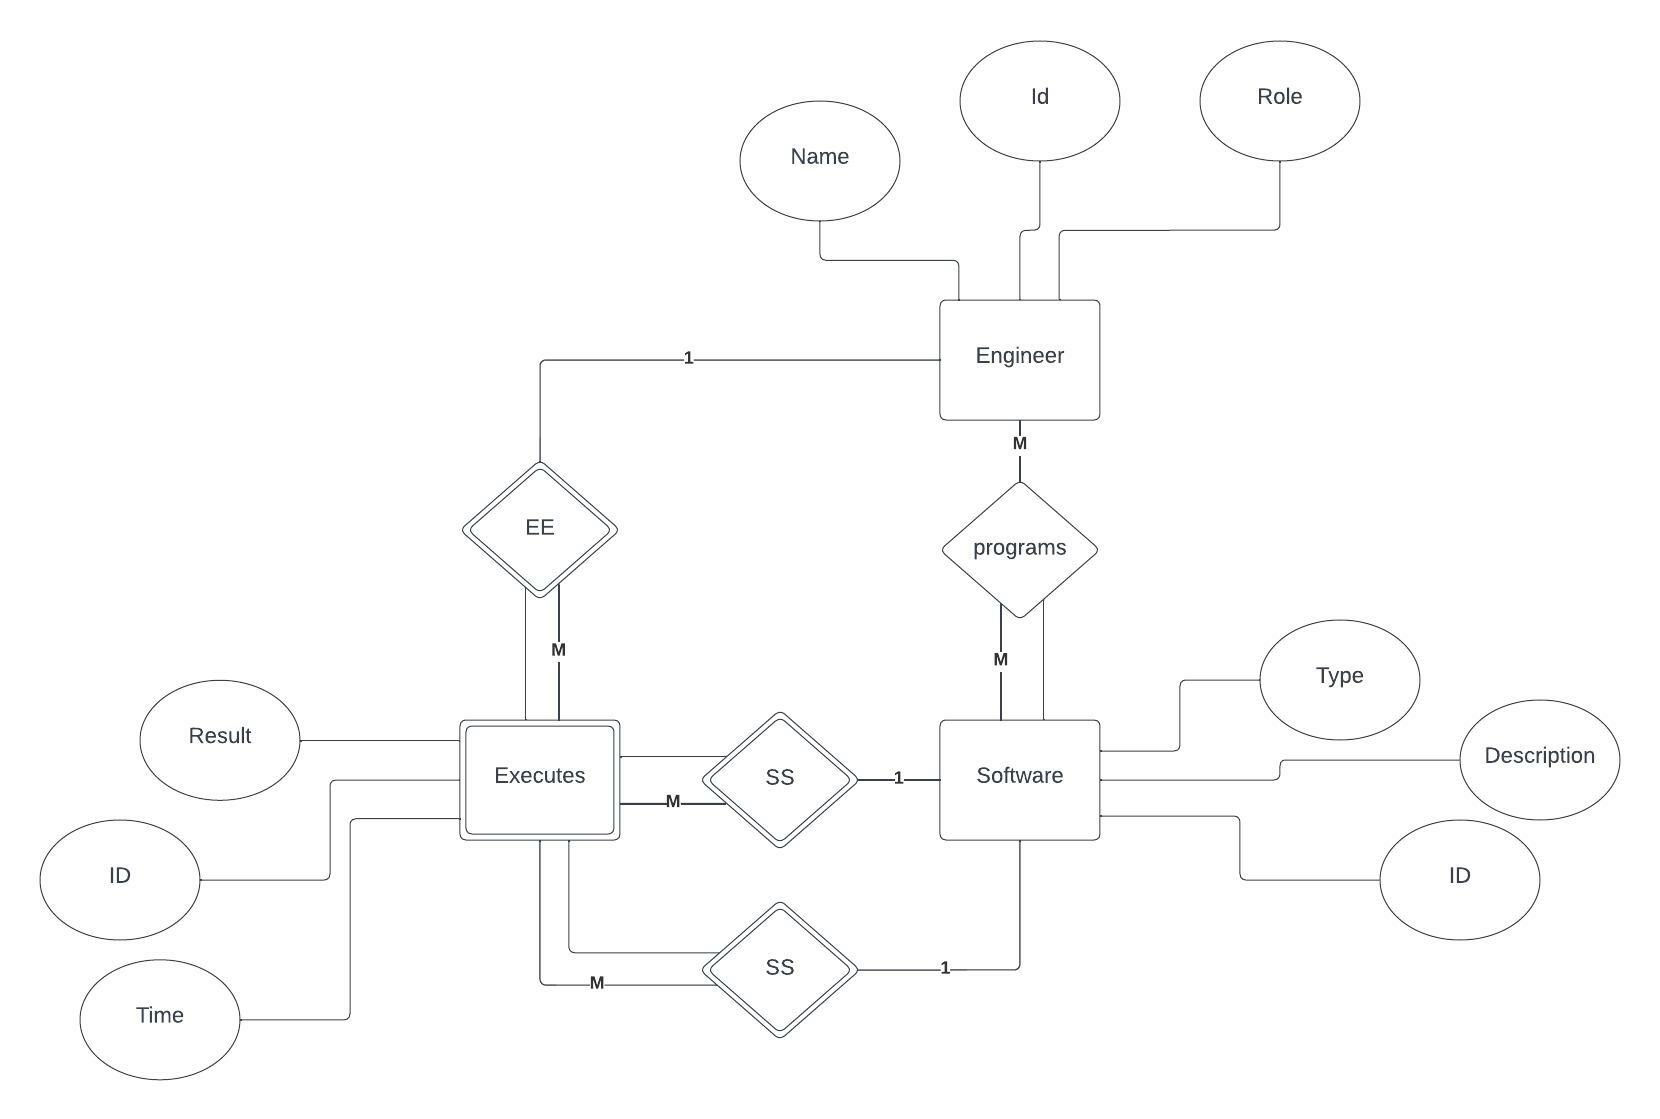 Id
Role
Name
Engineer
1
M
EE
programs
M
M
Type
Result
Description
Executes
SS
Software
1
M
ID
ID
SS
1
M
Time